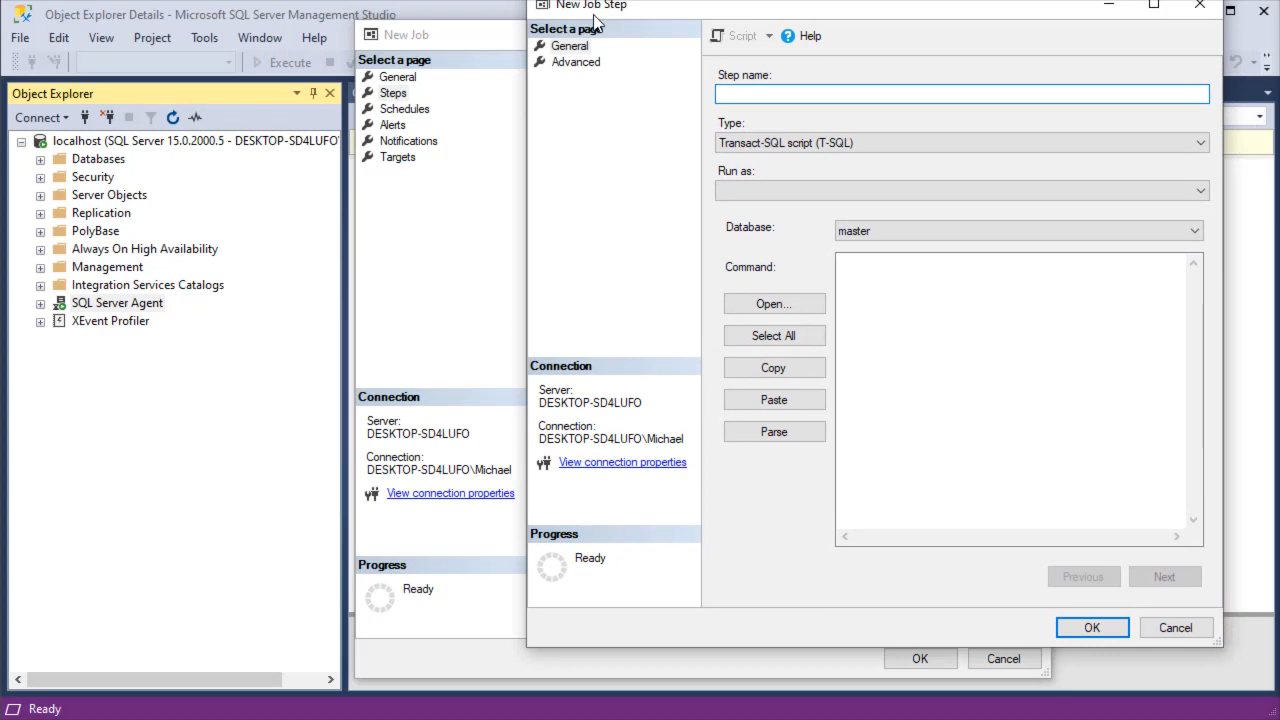 Object Explorer Details - Microsoft SQL Server Management Studio
File Edit View Project Tools Window Help
Execute
Object Explorer
Connect
localhost (SQL Server 15.0.2000.5 - DESKTOP-SD4LUFO\
Databases
Security
Server Objects
Replication
PolyBase
Always On High Availability
Management
Integration Services Catalogs
SQL Server Agent
XEvent Profiler
New Job
Select a page
General
Steps
Schedules
Alerts
Notifications
Targets
Connection
Server:
DESKTOP-SD4LUFO
Connection:
DESKTOP-SD4LUFO\Michael
View connection properties
Progress
Ready
OK Cancel
New Job Step
Select a page
General
Advanced
Connection
Server:
DESKTOP-SD4LUFO
Connection:
DESKTOP-SD4LUFO\Michael
View connection properties
Progress
Ready
Script Help
Step name:
Type:
Transact-SQL script (T-SQL)
Run as:
Database: master
Command:
Open...
Select All
Copy
Paste
Parse
Previous Next
OK Cancel
Ready